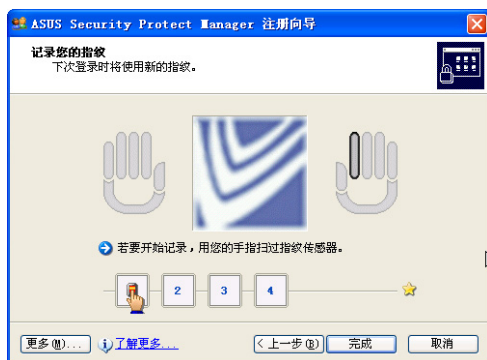 ASUS Security Protect Manager 注册向导
记录您的指纹
下次登录时将使用新的指纹。
若要开始记录，用您的手指扫过指纹传感器。
2 3 4
更多(M)... 了解更多... <上一步(B) 完成 取消